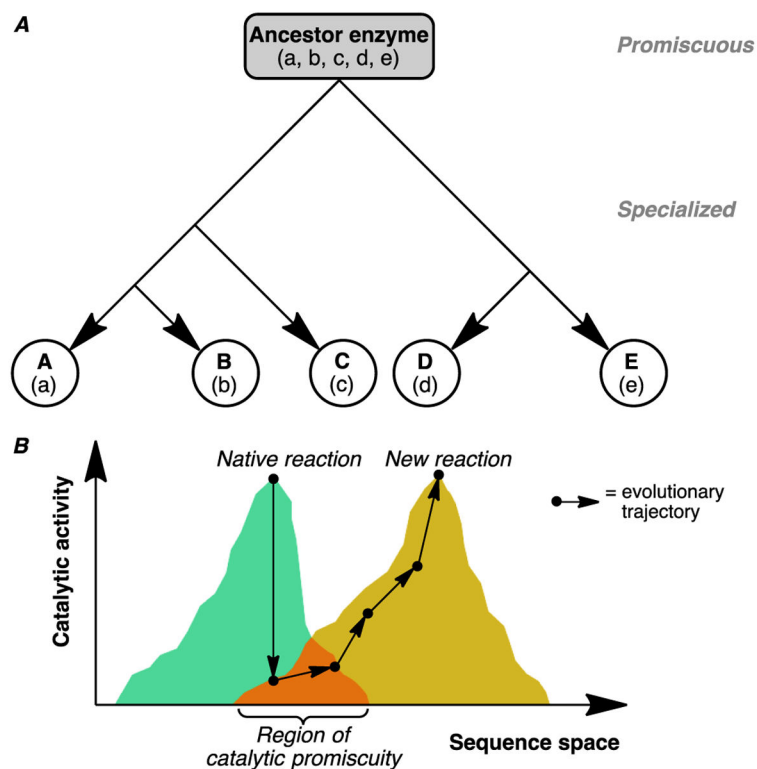 A
Ancestor enzyme
(a, b, c, d, e)
Promiscuous
Specialized
A
(a)
B
(b)
C
(c)
D
(d)
E
(e)
B
Native reaction
New reaction
= evolutionary
trajectory
Catalytic activity
Region of
catalytic promiscuity
Sequence space